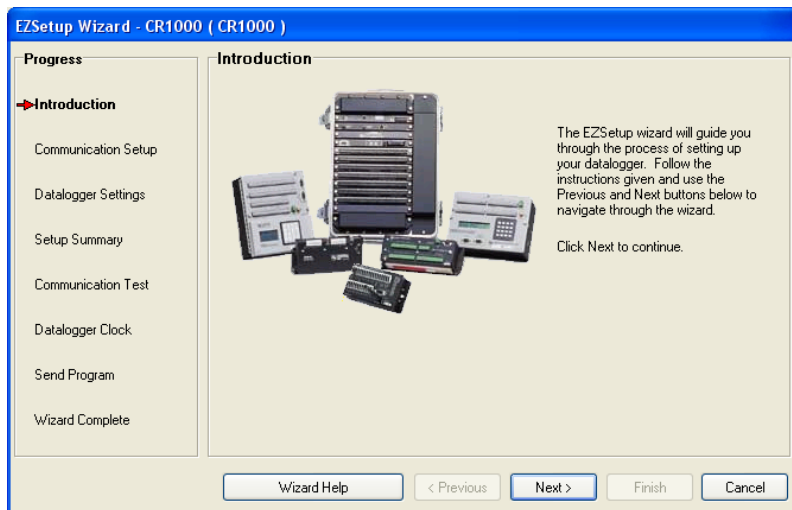 EZSetup Wizard - CR1000 ( CR1000 )
Progress
Introduction
Communication Setup
Datalogger Settings
Setup Summary
Communication Test
Datalogger Clock
Send Program
Wizard Complete
Introduction
The EZSetup wizard will guide you
through the process of setting up
your datalogger. Follow the
instructions given and use the
Previous and Next buttons below to
navigate through the wizard.
Click Next to continue.
Wizard Help
< Previous
Next >
Finish
Cancel